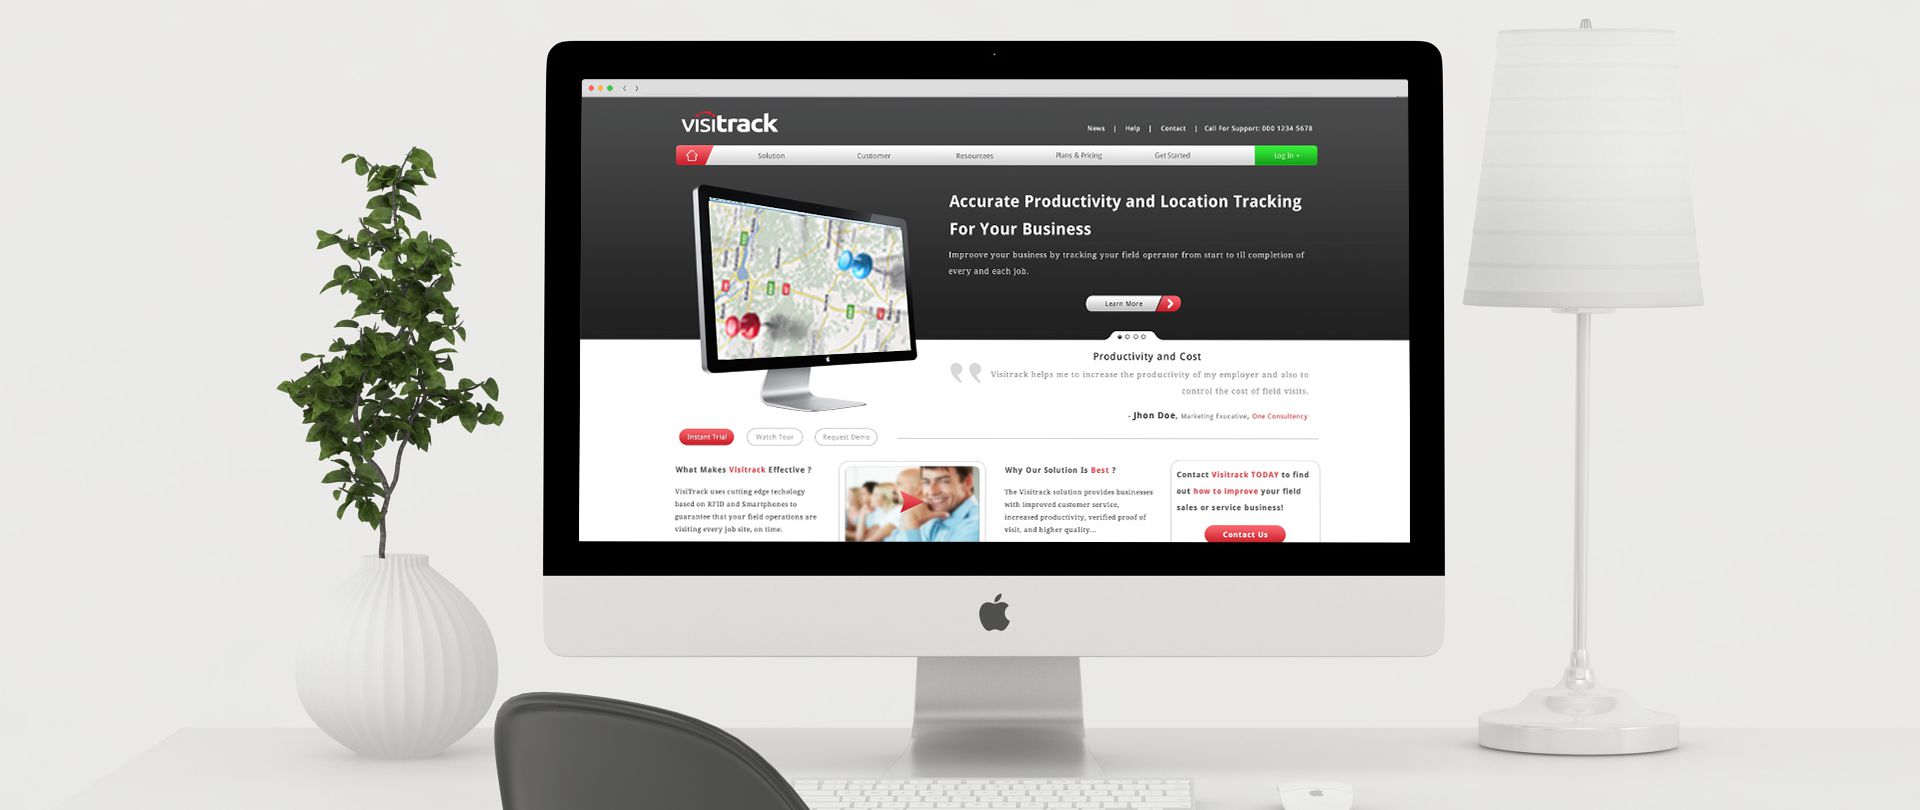 visitrack
News | Help | Contact | Call For Support: 000 1234 5678
Solution Customer Resourcees Plans & Pricing Get Started Log In
Accurate Productivity and Location Tracking
For Your Business
Improove your business by tracking your field operator from start to til completion of
every and each job.
Learn More
Productivity and Cost
Visitrack helps me to increase the productivity of my employer and also to
control the cost of field visits.
- Jhon Doe, Marketing Exucative, One Consultency
Instant Trial Watch Tour Request Demo
What Makes Visitrack Effective ?
VisiTrack uses cutting edge techology
based on RFID and Smartphones to
guarantee that your field operations are
visiting every job site, on time.
Why Our Solution Is Best ?
The Visitrack solution provides businesses
with improved customer service,
increased productivity, verified proof of
visit, and higher quality...
Contact Visitrack TODAY to find
out how to improve your field
sales or service business!
Contact Us